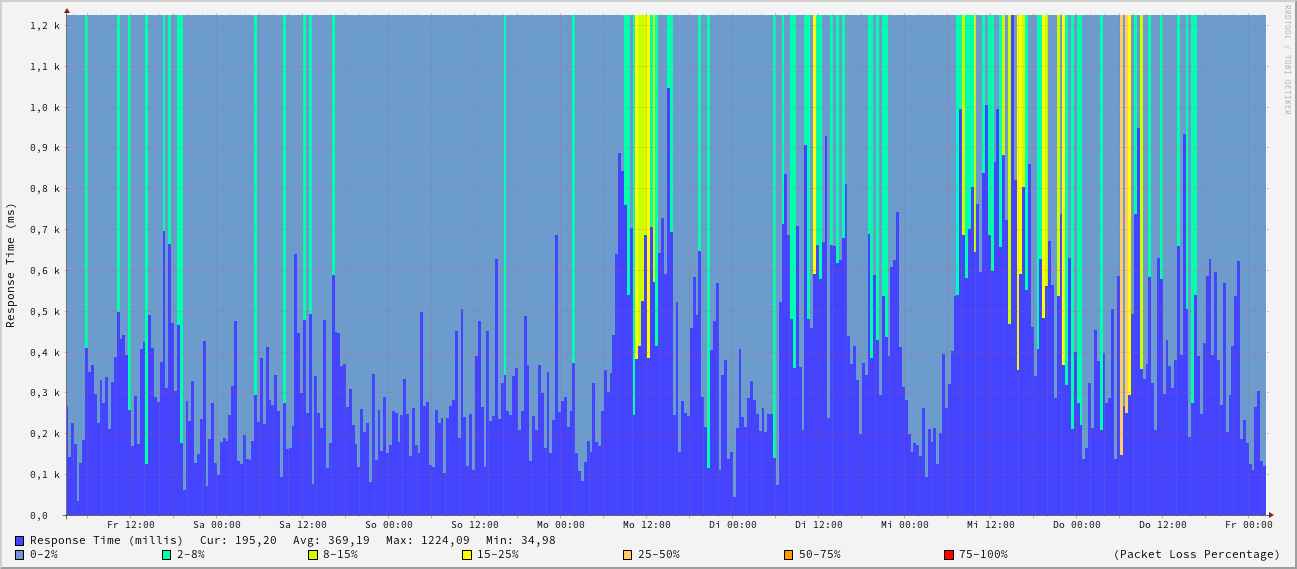 1,2 k
1,1 k
1,0 k
0,9 k
0,8 k
0,7 k
0,6 k
0,5 k
0,4 k
0,3 k
0,2 k
0,1 k
0,0
Response Time (ms)
RRDTOOL / TOBI OETIKER
Fr 12:00 Sa 00:00 Sa 12:00 So 00:00 So 12:00 Mo 00:00 Mo 12:00 Di 00:00 Di 12:00 Mi 00:00 Mi 12:00 Do 00:00 Do 12:00 Fr 00:00
Response Time (millis) Cur: 195,20 Avg: 369,19 Max: 1224,09 Min: 34,98
0-2% 2-8% 8-15% 15-25% 25-50% 50-75% 75-100% (Packet Loss Percentage)